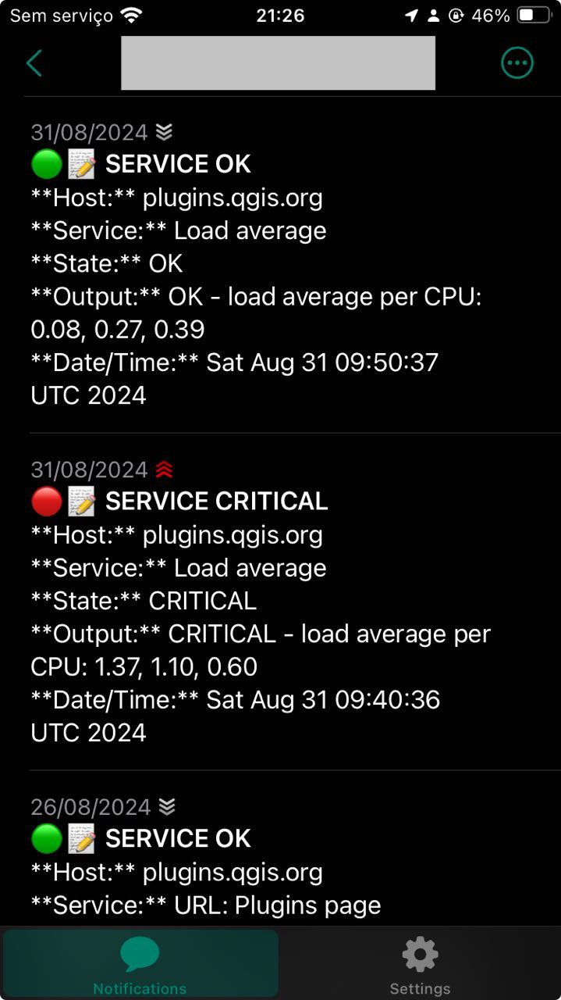 Sem serviço 21:26 46%
31/08/2024
SERVICE OK
**Host:** plugins.qgis.org
**Service:** Load average
**State:** OK
**Output:** OK - load average per CPU:
0.08, 0.27, 0.39
**Date/Time:** Sat Aug 31 09:50:37
UTC 2024
31/08/2024
SERVICE CRITICAL
**Host:** plugins.qgis.org
**Service:** Load average
**State:** CRITICAL
**Output:** CRITICAL - load average per
CPU: 1.37, 1.10, 0.60
**Date/Time:** Sat Aug 31 09:40:36
UTC 2024
26/08/2024
SERVICE OK
**Host:** plugins.qgis.org
**Service:** URL: Plugins page
Notifications Settings